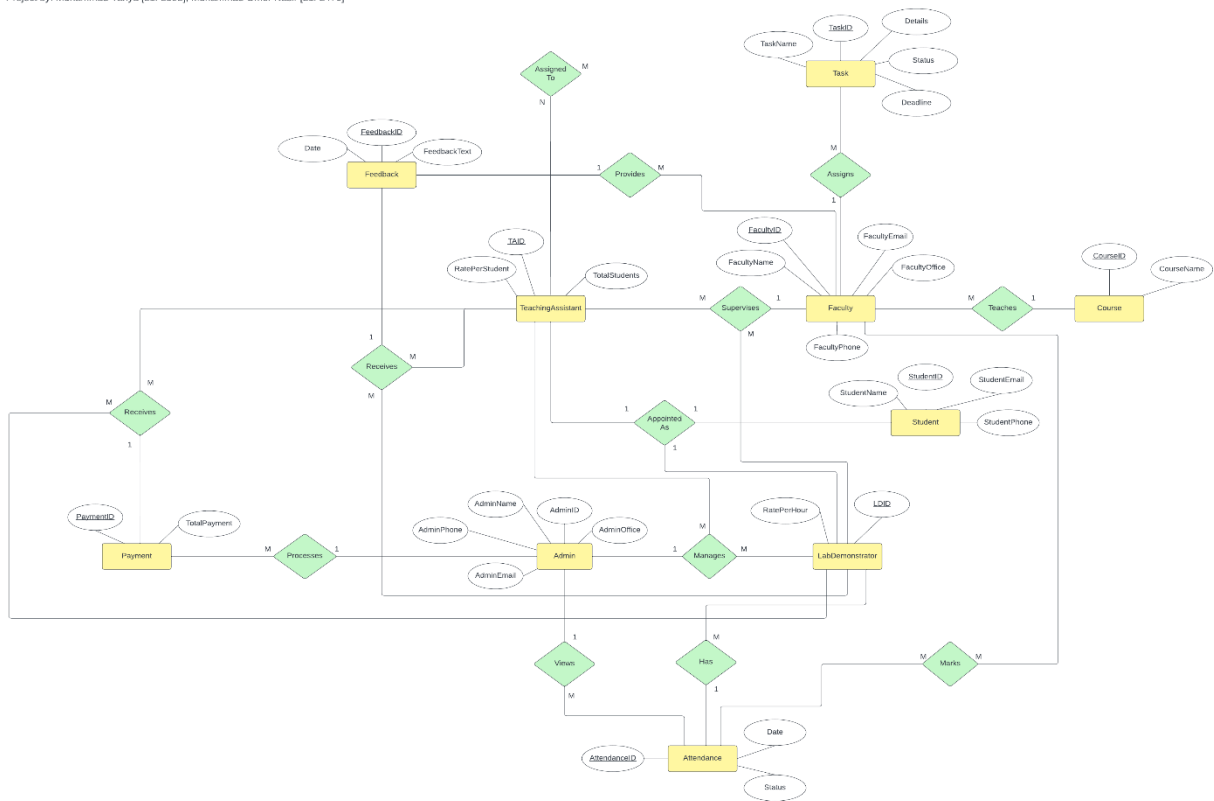 TaskID
Details
TaskName
Status
Task
Deadline
Assigned
To
M
N
FeedbackID
Date
FeedbackText
Feedback
1
Provides
M
M
Assigns
1
TAID
RatePerStudent
TotalStudents
TeachingAssistant
FacultyID
FacultyEmail
FacultyName
FacultyOffice
M
Supervises
1
M
Faculty
FacultyPhone
M
Teaches
1
CourseID
CourseName
Course
1
Receives
M
M
M
M
Receives
1
1
Appointed
As
1
1
StudentID
StudentName
StudentEmail
StudentPhone
Student
PaymentID
TotalPayment
Payment
M
Processes
1
AdminName
AdminID
AdminPhone
AdminOffice
Admin
AdminEmail
M
1
Manages
M
RatePerHour
LDID
LabDemonstrator
1
Views
M
M
Has
1
M
Marks
M
AttendanceID
Date
Attendance
Status